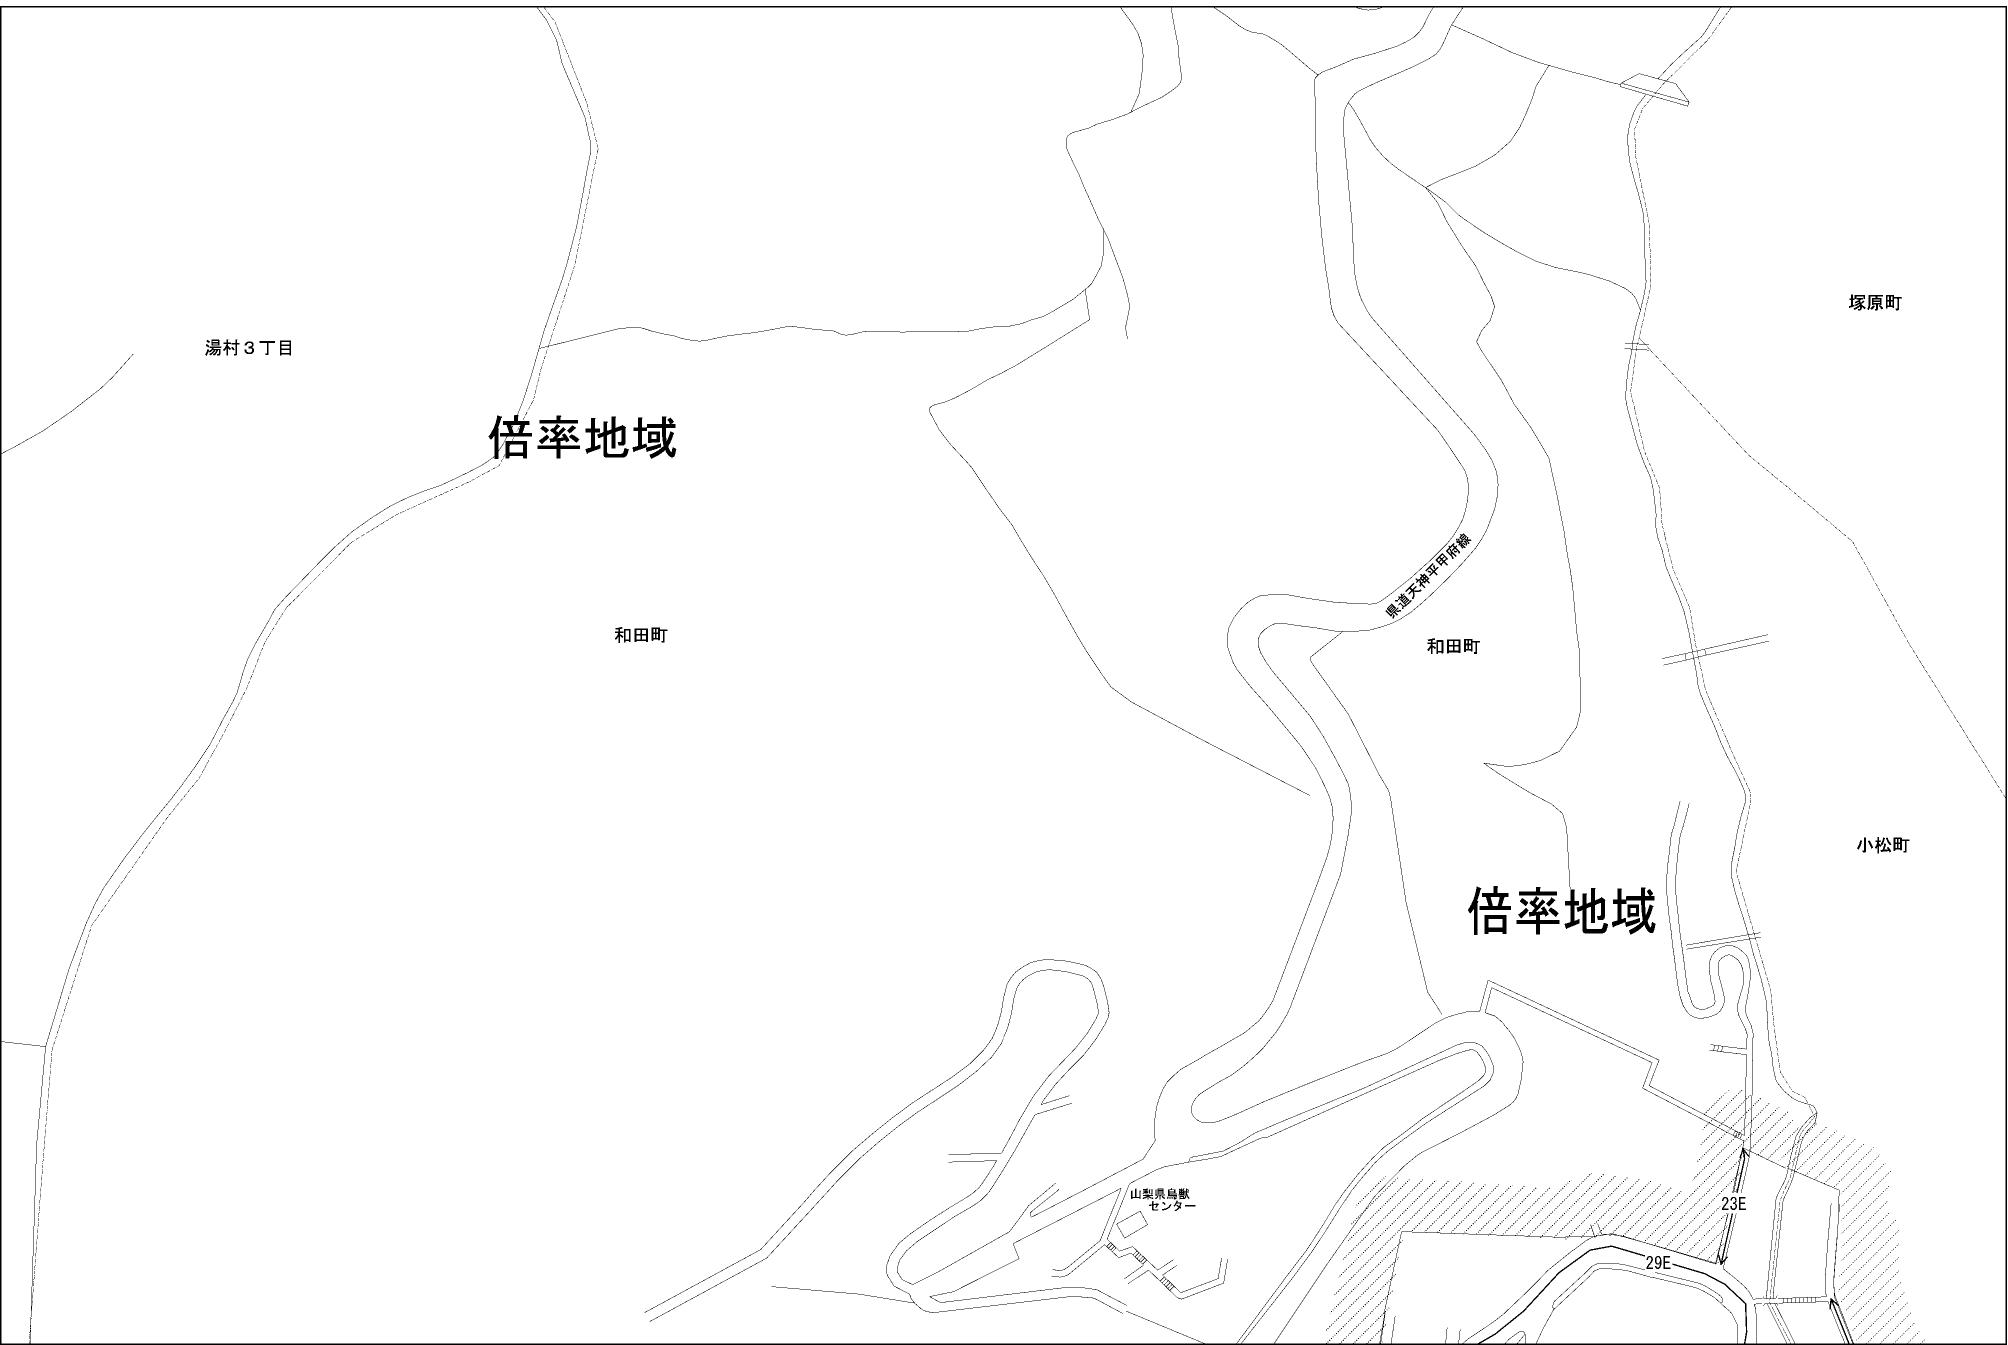 塚原町
湯村３丁目
倍率地域
県道天神平甲府線
和田町
和田町
小松町
倍率地域
山梨県鳥獣
センター
23E
29E